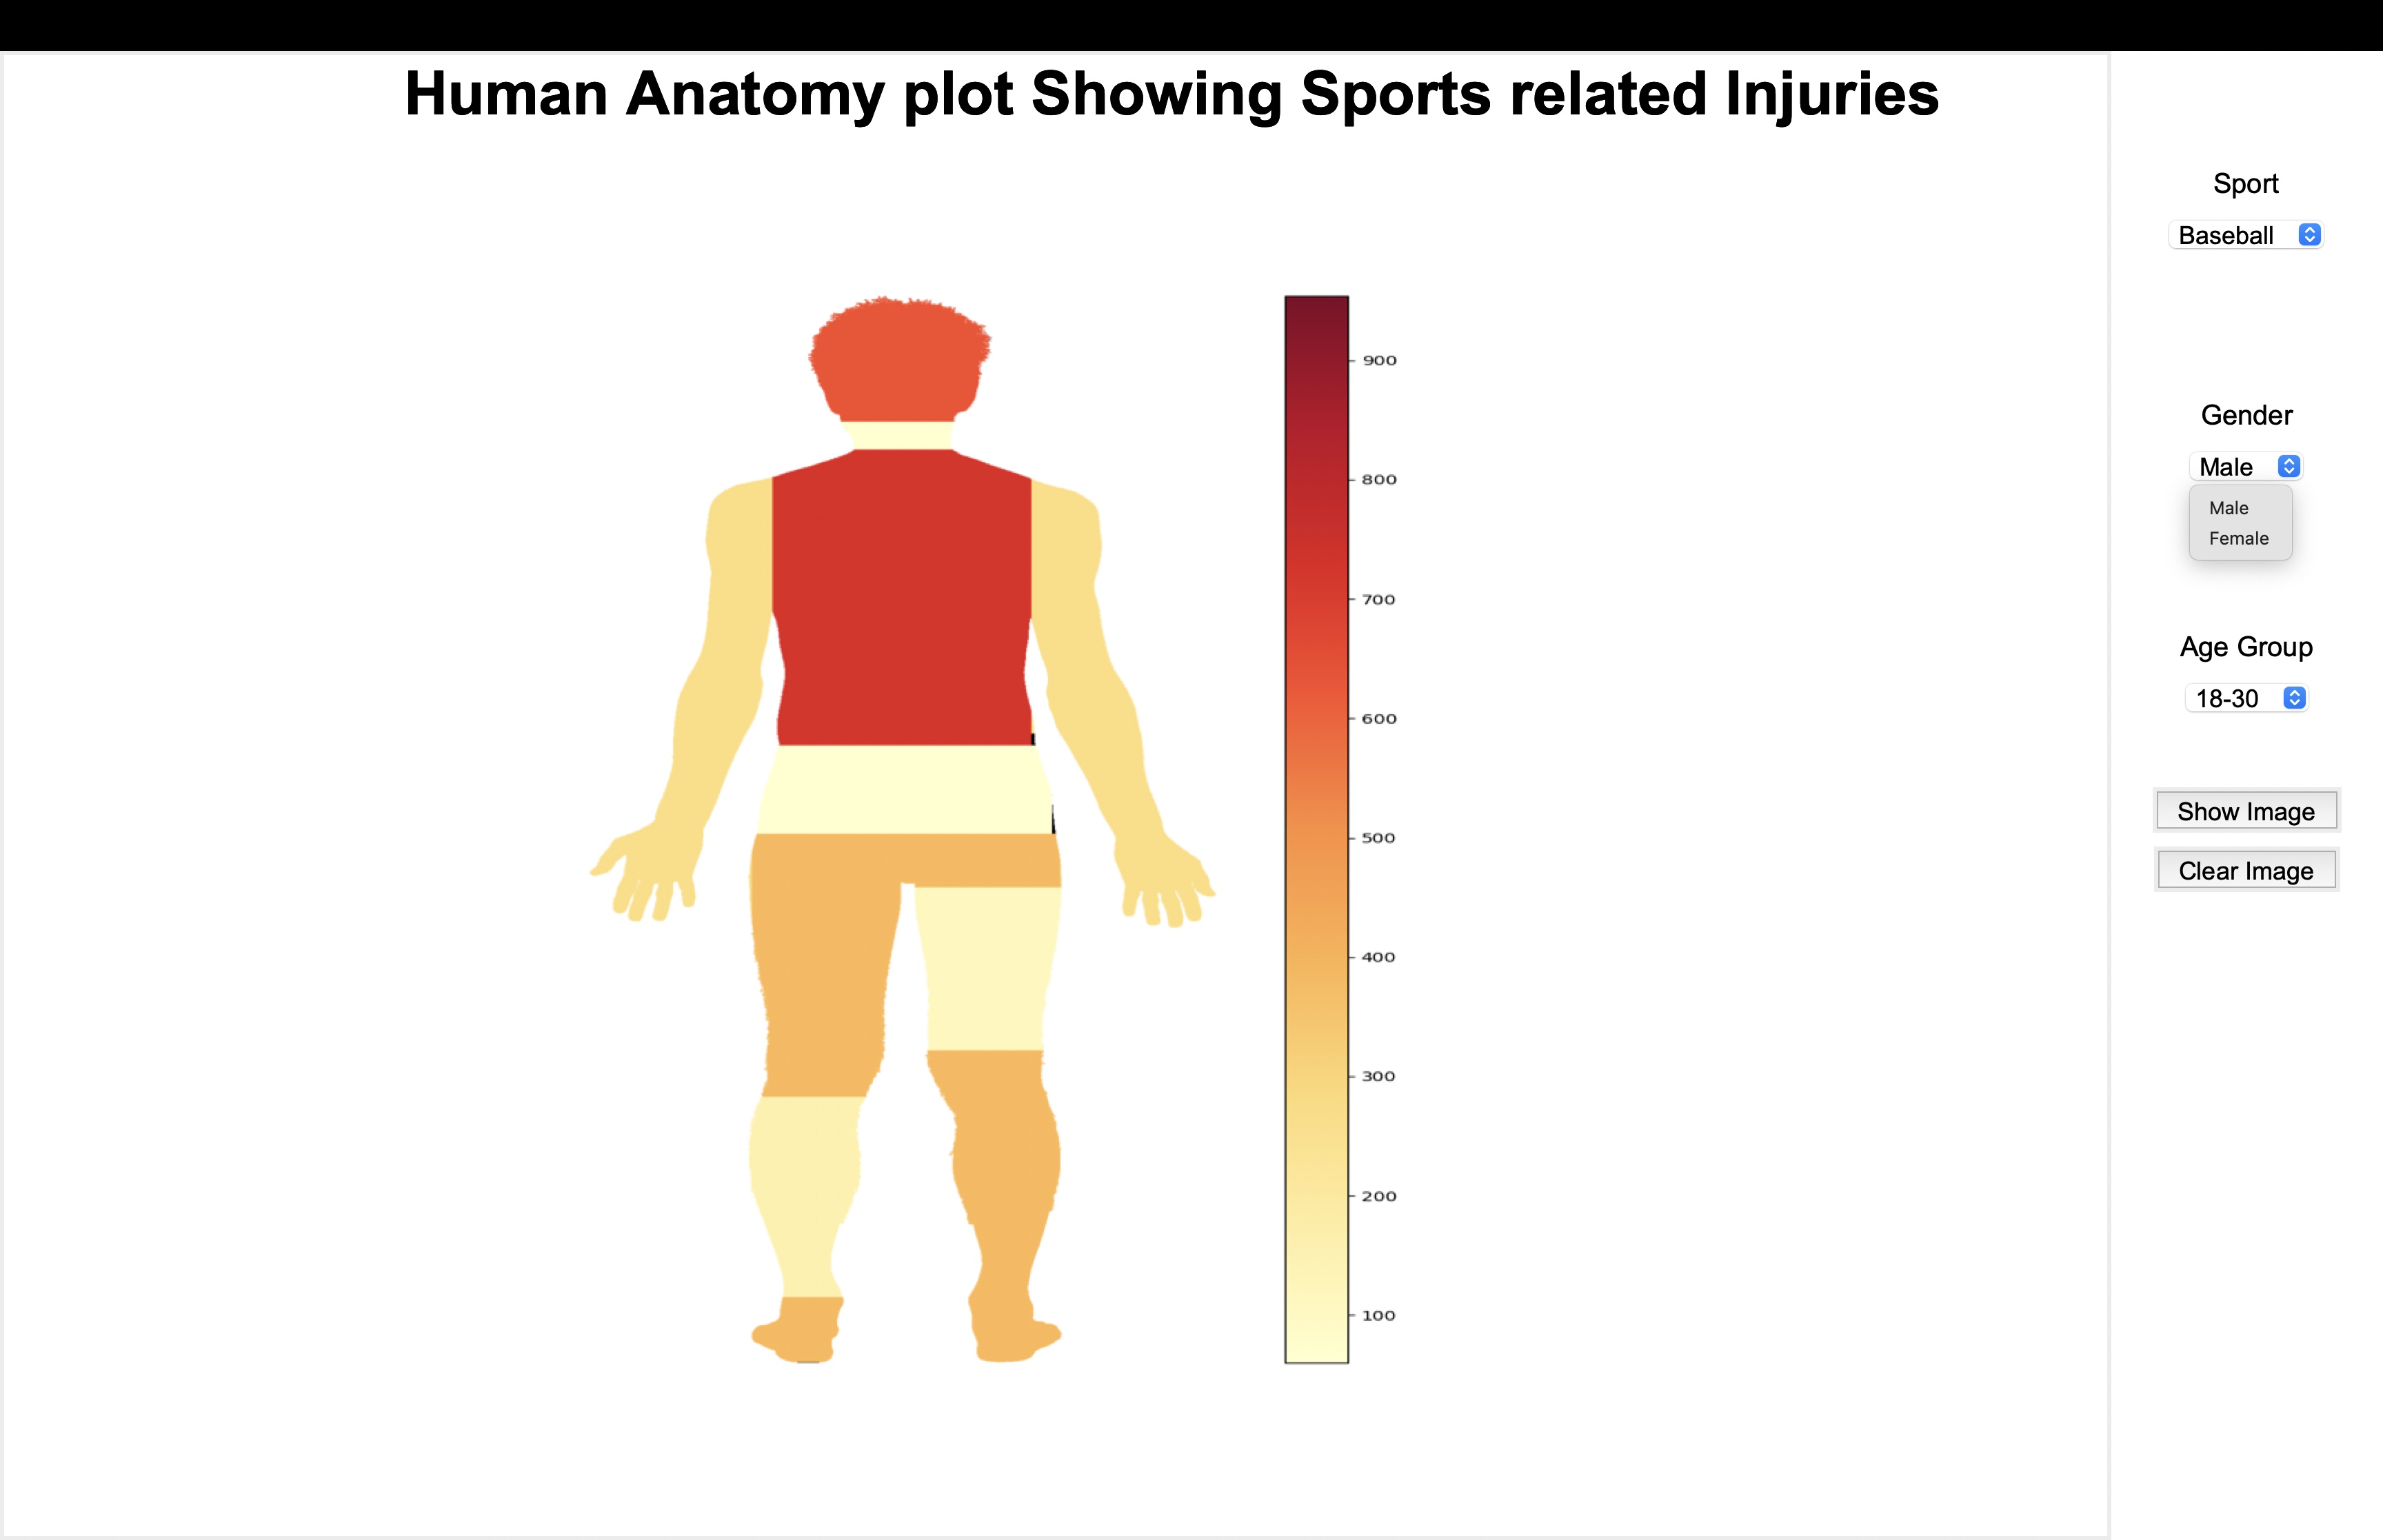 Human Anatomy plot Showing Sports related Injuries
Sport
Baseball
Gender
Male
Male
Female
Age Group
18-30
Show Image
Clear Image
900
800
700
600
500
400
300
200
100